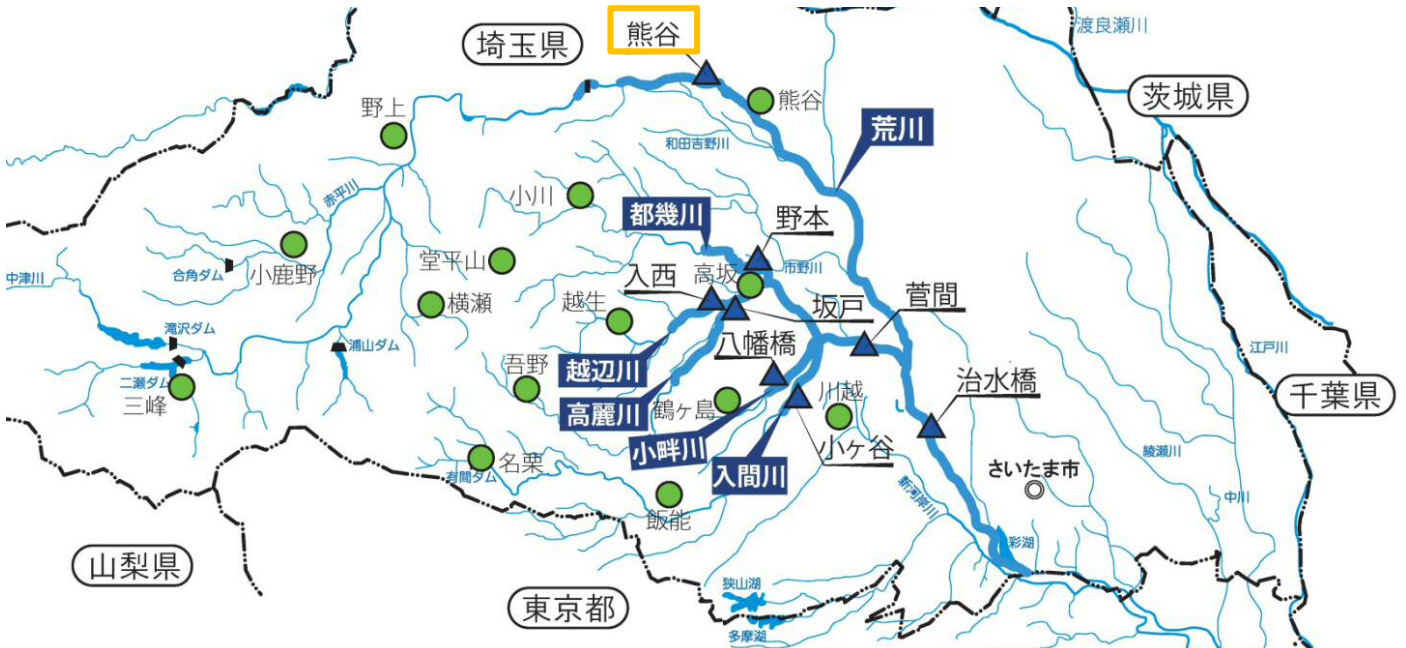 熊谷
埼玉県
渡良瀬川
茨城県
野上
熊谷
和田吉野川
荒川
赤平川
小川
都幾川
野本
市野川
小鹿野
合角ダム
中津川
堂平山
高坂
入西
菅間
横瀬
越生
坂戸
滝沢ダム
浦山ダム
八幡橋
江戸川
越辺川
吾野
二瀬ダム
三峰
治水橋
千葉県
高麗川
鶴ヶ島
川越
小畔川
小ヶ谷
入間川
さいたま市
綾瀬川
名栗
有間ダム
新河岸川
中川
飯能
彩湖
山梨県
東京都
狭山湖
多摩湖